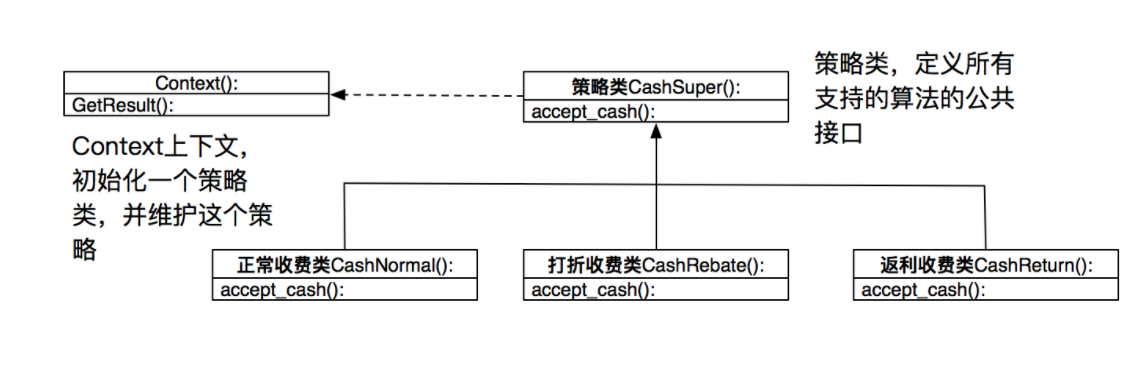 Context():
GetResult():
策略类CashSuper():
accept_cash():
策略类，定义所有
支持的算法的公共
接口
Context上下文，
初始化一个策略
类，并维护这个策
略
正常收费类CashNormal():
accept_cash():
打折收费类CashRebate():
accept_cash():
返利收费类CashReturn():
accept_cash():